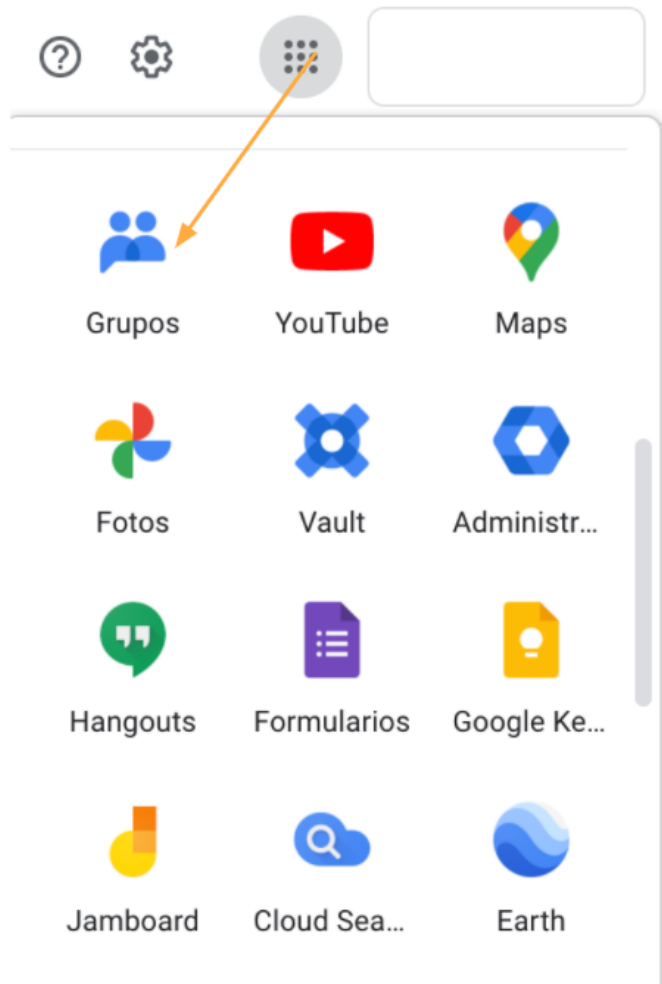 Grupos
YouTube
Maps
Fotos
Vault
Administr...
Hangouts
Formularios
Google Ke...
Jamboard
Cloud Sea...
Earth